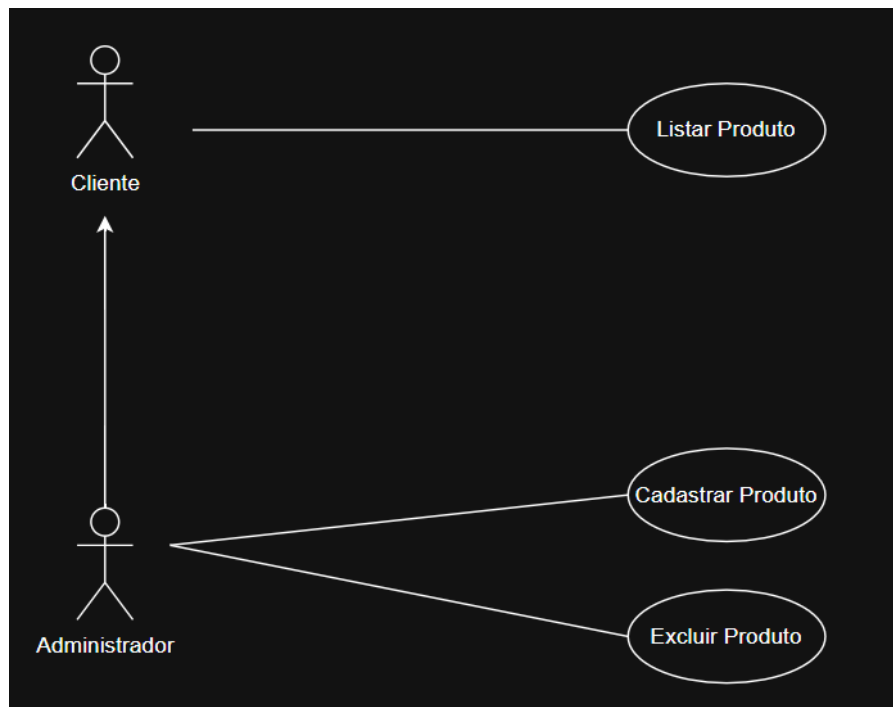 Listar Produto
Cliente
Cadastrar Produto
Excluir Produto
Administrador